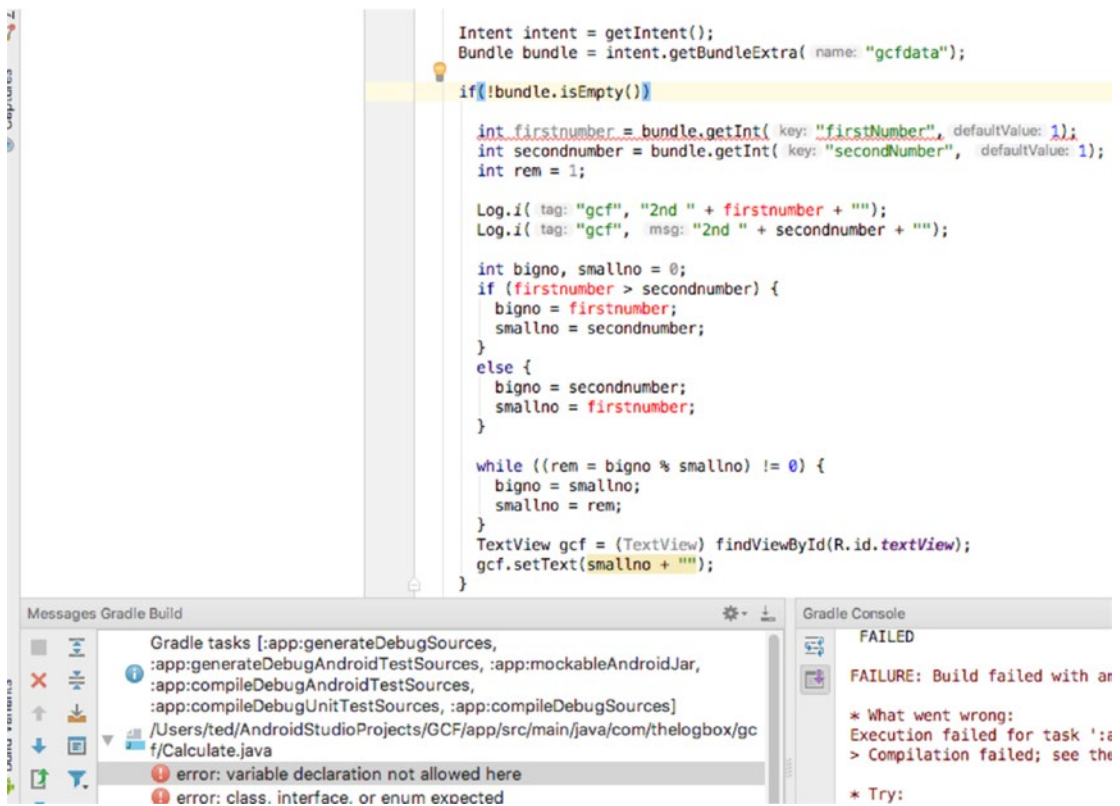 Captures
Intent intent = getIntent();
Bundle bundle = intent.getBundleExtra( name: "gcfdata");
if(!bundle.isEmpty())
int firstnumber = bundle.getInt( key: "firstNumber", defaultValue: 1);
int secondnumber = bundle.getInt( key: "secondNumber", defaultValue: 1);
int rem = 1;
Log.i( tag: "gcf", "2nd " + firstnumber + "");
Log.i( tag: "gcf", msg: "2nd " + secondnumber + "");
int bigno, smallno = 0;
if (firstnumber > secondnumber) {
bigno = firstnumber;
smallno = secondnumber;
}
else {
bigno = secondnumber;
smallno = firstnumber;
}
while ((rem = bigno % smallno) != 0) {
bigno = smallno;
smallno = rem;
}
TextView gcf = (TextView) findViewById(R.id.textView);
gcf.setText(smallno + "");
}
Messages Gradle Build
Gradle tasks [:app:generateDebugSources,
:app:generateDebugAndroidTestSources, :app:mockableAndroidJar,
:app:compileDebugAndroidTestSources,
:app:compileDebugUnitTestSources, :app:compileDebugSources]
/Users/ted/AndroidStudioProjects/GCF/app/src/main/java/com/thelogbox/gc
f/Calculate.java
error: variable declaration not allowed here
error: class, interface, or enum expected
Gradle Console
FAILED
FAILURE: Build failed with an
* What went wrong:
Execution failed for task ':a
> Compilation failed; see the
* Try: